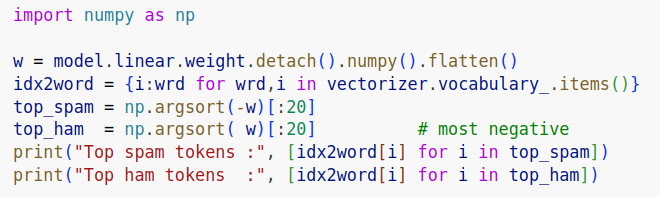 import numpy as np

w = model.linear.weight.detach().numpy().flatten()
idx2word = {i:wrd for wrd,i in vectorizer.vocabulary_.items()}
top_spam = np.argsort(-w)[:20]
top_ham  = np.argsort( w)[:20]          # most negative
print("Top spam tokens :", [idx2word[i] for i in top_spam])
print("Top ham tokens  :", [idx2word[i] for i in top_ham])